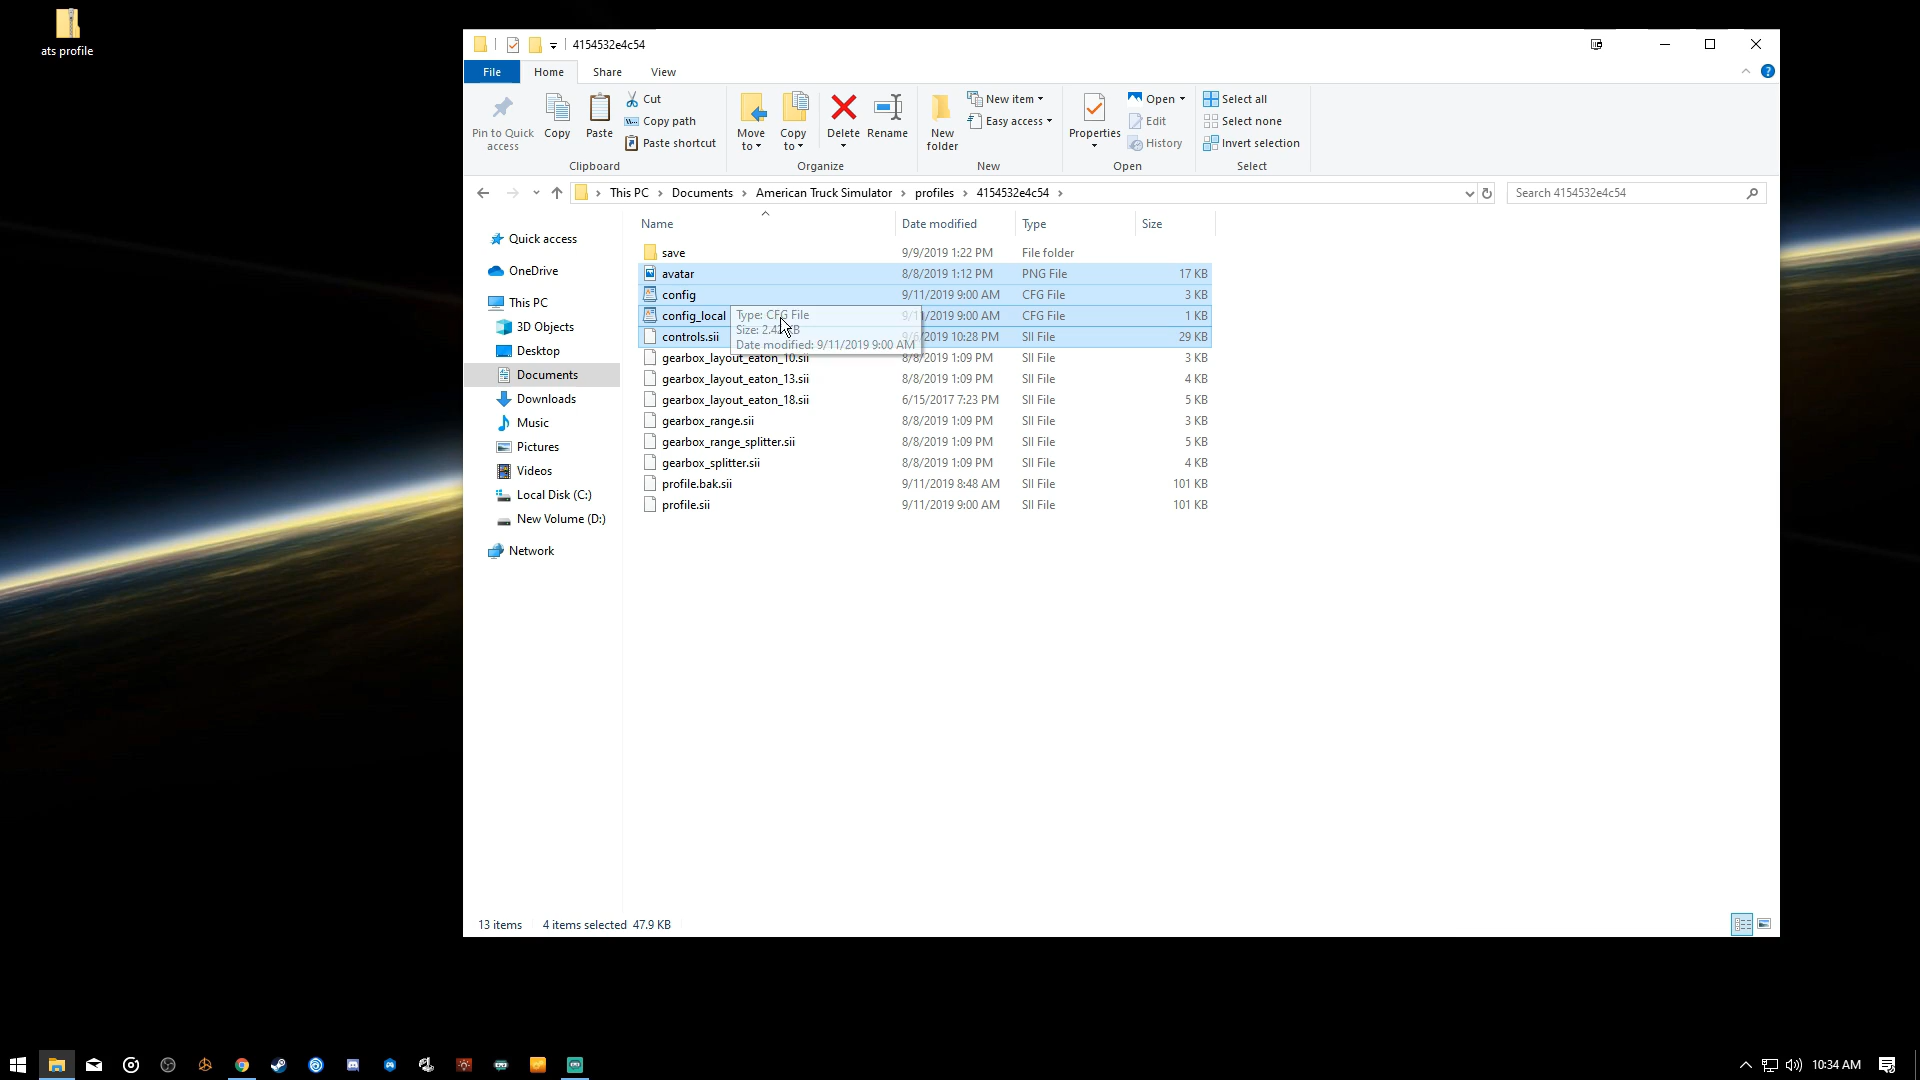 ats profile
4154532e4c54
File Home Share View
Pin to Quick access
Copy
Paste
Cut
Copy path
Paste shortcut
Clipboard
Move to
Copy to
Delete
Rename
Organize
New folder
New item
Easy access
New
Properties
Open
Edit
History
Open
Select all
Select none
Invert selection
Select
This PC > Documents > American Truck Simulator > profiles > 4154532e4c54 >
Search 4154532e4c54
Quick access
OneDrive
This PC
3D Objects
Desktop
Documents
Downloads
Music
Pictures
Videos
Local Disk (C:)
New Volume (D:)
Network
Name Date modified Type Size
save 9/9/2019 1:22 PM File folder
avatar 8/8/2019 1:12 PM PNG File 17 KB
config 9/11/2019 9:00 AM CFG File 3 KB
config_local 9/11/2019 9:00 AM CFG File 1 KB
controls.sii 9/6/2019 10:28 PM SII File 29 KB
Type: CFG File
Size: KB
Date modified: 9/11/2019 9:00 AM
gearbox_layout_eaton_10.sii 8/8/2019 1:09 PM SII File 3 KB
gearbox_layout_eaton_13.sii 8/8/2019 1:09 PM SII File 4 KB
gearbox_layout_eaton_18.sii 6/15/2017 7:23 PM SII File 5 KB
gearbox_range.sii 8/8/2019 1:09 PM SII File 3 KB
gearbox_range_splitter.sii 8/8/2019 1:09 PM SII File 5 KB
gearbox_splitter.sii 8/8/2019 1:09 PM SII File 4 KB
profile.bak.sii 9/11/2019 8:48 AM SII File 101 KB
profile.sii 9/11/2019 9:00 AM SII File 101 KB
13 items 4 items selected 47.9 KB
10:34 AM